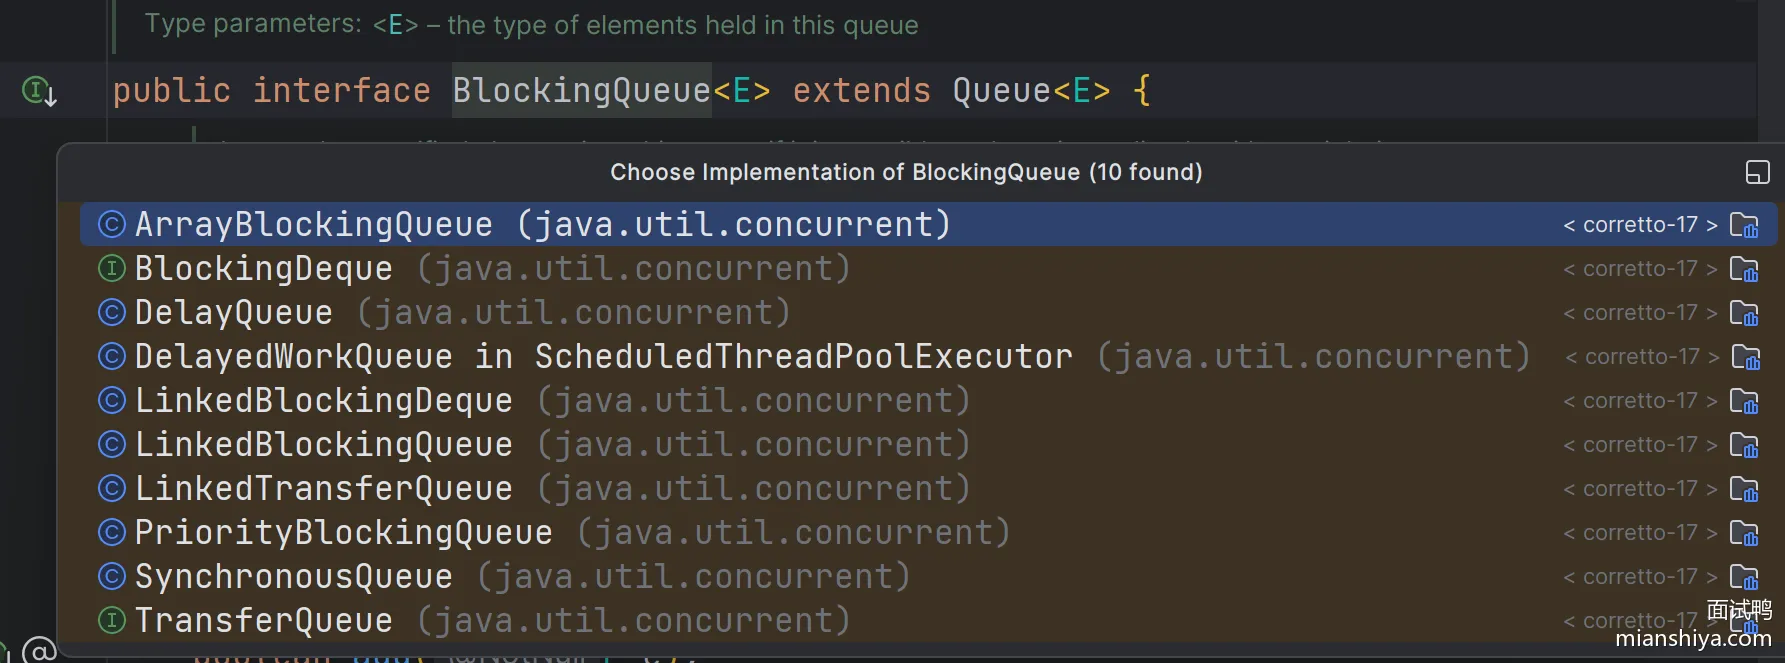 Type parameters: <E> – the type of elements held in this queue
public interface BlockingQueue<E> extends Queue<E> {
Choose Implementation of BlockingQueue (10 found)
ArrayBlockingQueue (java.util.concurrent) < corretto-17 >
BlockingDeque (java.util.concurrent) < corretto-17 >
DelayQueue (java.util.concurrent) < corretto-17 >
DelayedWorkQueue in ScheduledThreadPoolExecutor (java.util.concurrent) < corretto-17 >
LinkedBlockingDeque (java.util.concurrent) < corretto-17 >
LinkedBlockingQueue (java.util.concurrent) < corretto-17 >
LinkedTransferQueue (java.util.concurrent) < corretto-17 >
PriorityBlockingQueue (java.util.concurrent) < corretto-17 >
SynchronousQueue (java.util.concurrent) < corretto-17 >
TransferQueue (java.util.concurrent) < corretto-17 >
面试鸭
mianshiya.com
@